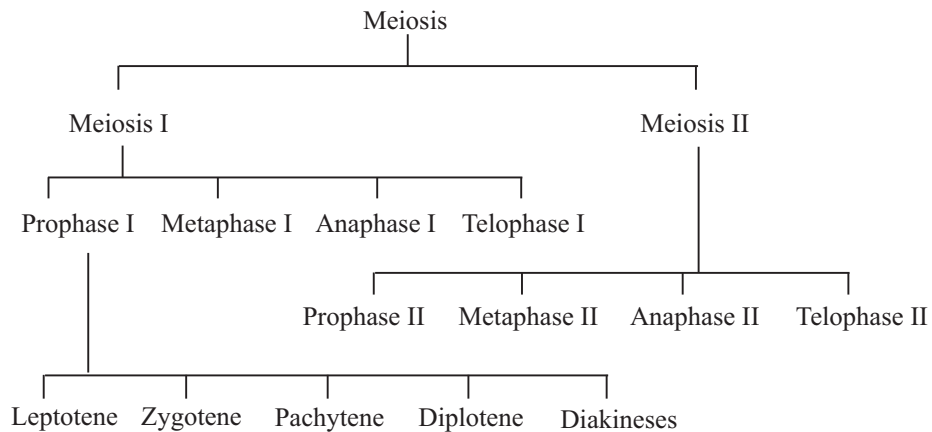 Meiosis
Meiosis I Meiosis II
Prophase I Metaphase I Anaphase I Telophase I
Prophase II Metaphase II Anaphase II Telophase II
Leptotene Zygotene Pachytene Diplotene Diakineses